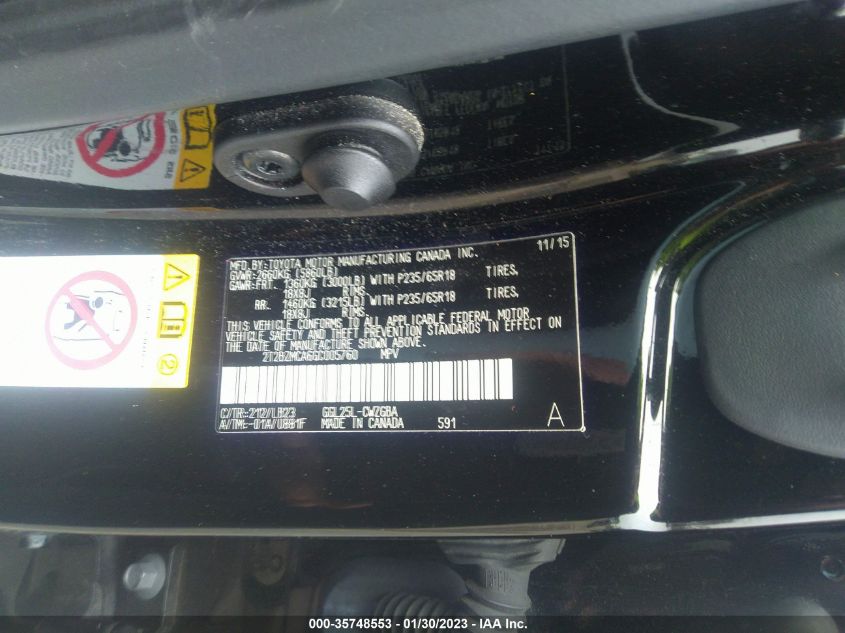 MFD.BY:TOYOTA MOTOR MANUFACTURING CANADA INC. 11/15
GVWR:2660KG (5860LB)
GAWR:FRT. 1360KG (3000LB) WITH P235/65R18 TIRES,
18X8J RIMS,
RR. 1460KG (3215LB) WITH P235/65R18 TIRES,
18X8J RIMS,
THIS VEHICLE CONFORMS TO ALL APPLICABLE FEDERAL MOTOR
VEHICLE SAFETY AND THEFT PREVENTION STANDARDS IN EFFECT ON
THE DATE OF MANUFACTURE SHOWN ABOVE.
2T2BZMCA6GC005760 MPV
C/TR:212/LB23 GGL25L-CWZGBA
A/TM:-01A/U881F MADE IN CANADA 591 A
000-35748553 - 01/30/2023 - IAA Inc.